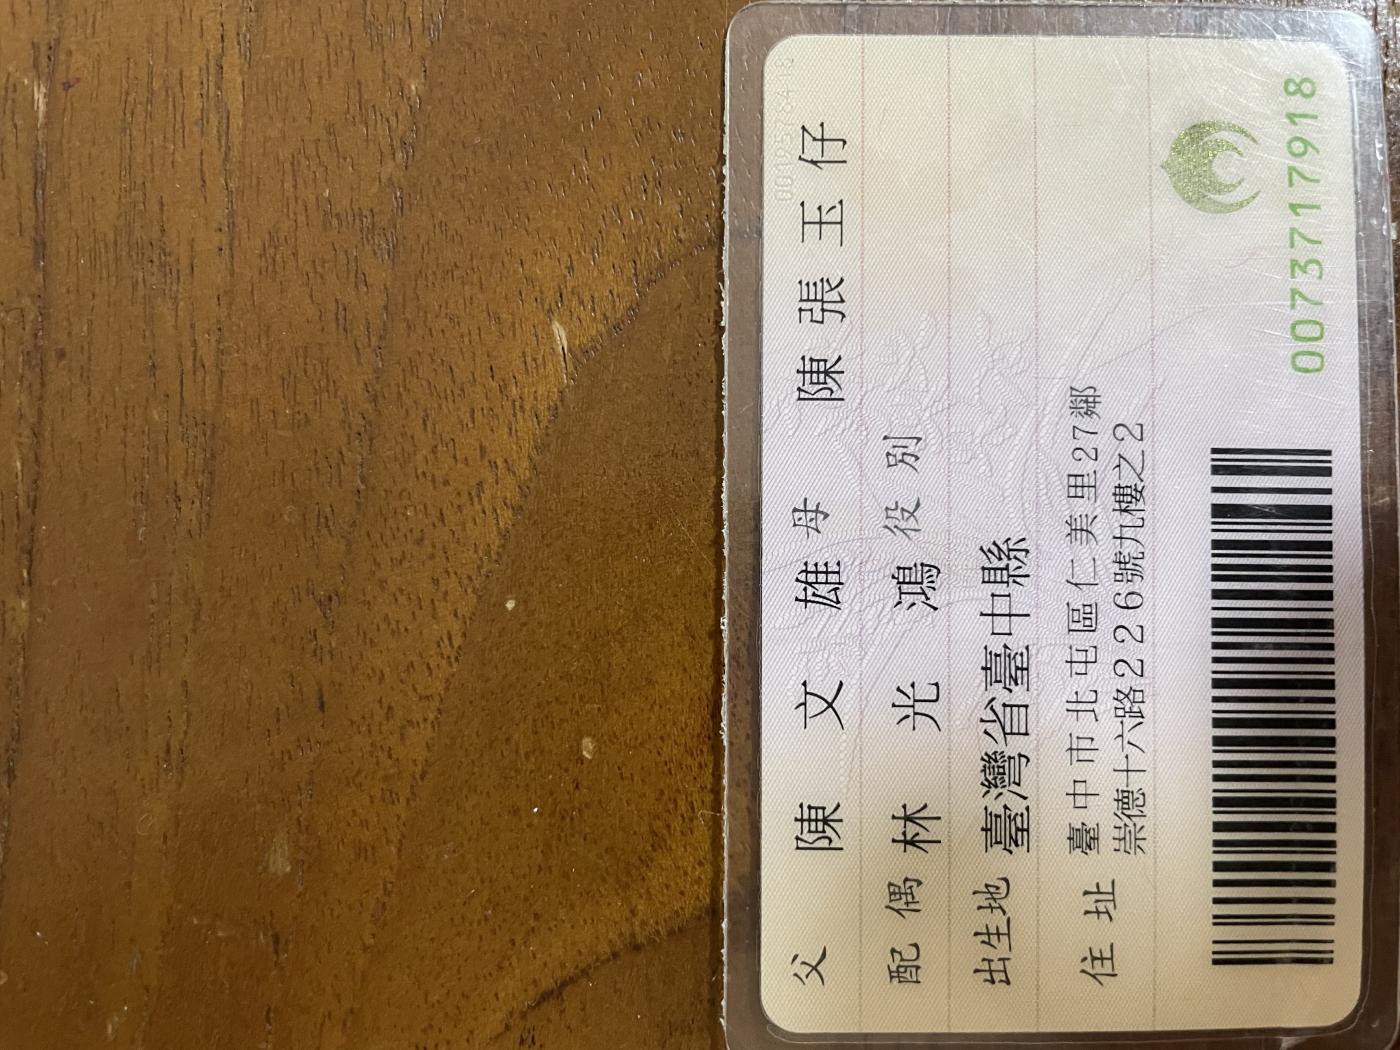 父 陳文雄 母 陳張玉仔
配偶 林光鴻 役別
出生地 臺灣省臺中縣
住址 臺中市北屯區仁美里27鄰
崇德十六路226號九樓之2
0073717918